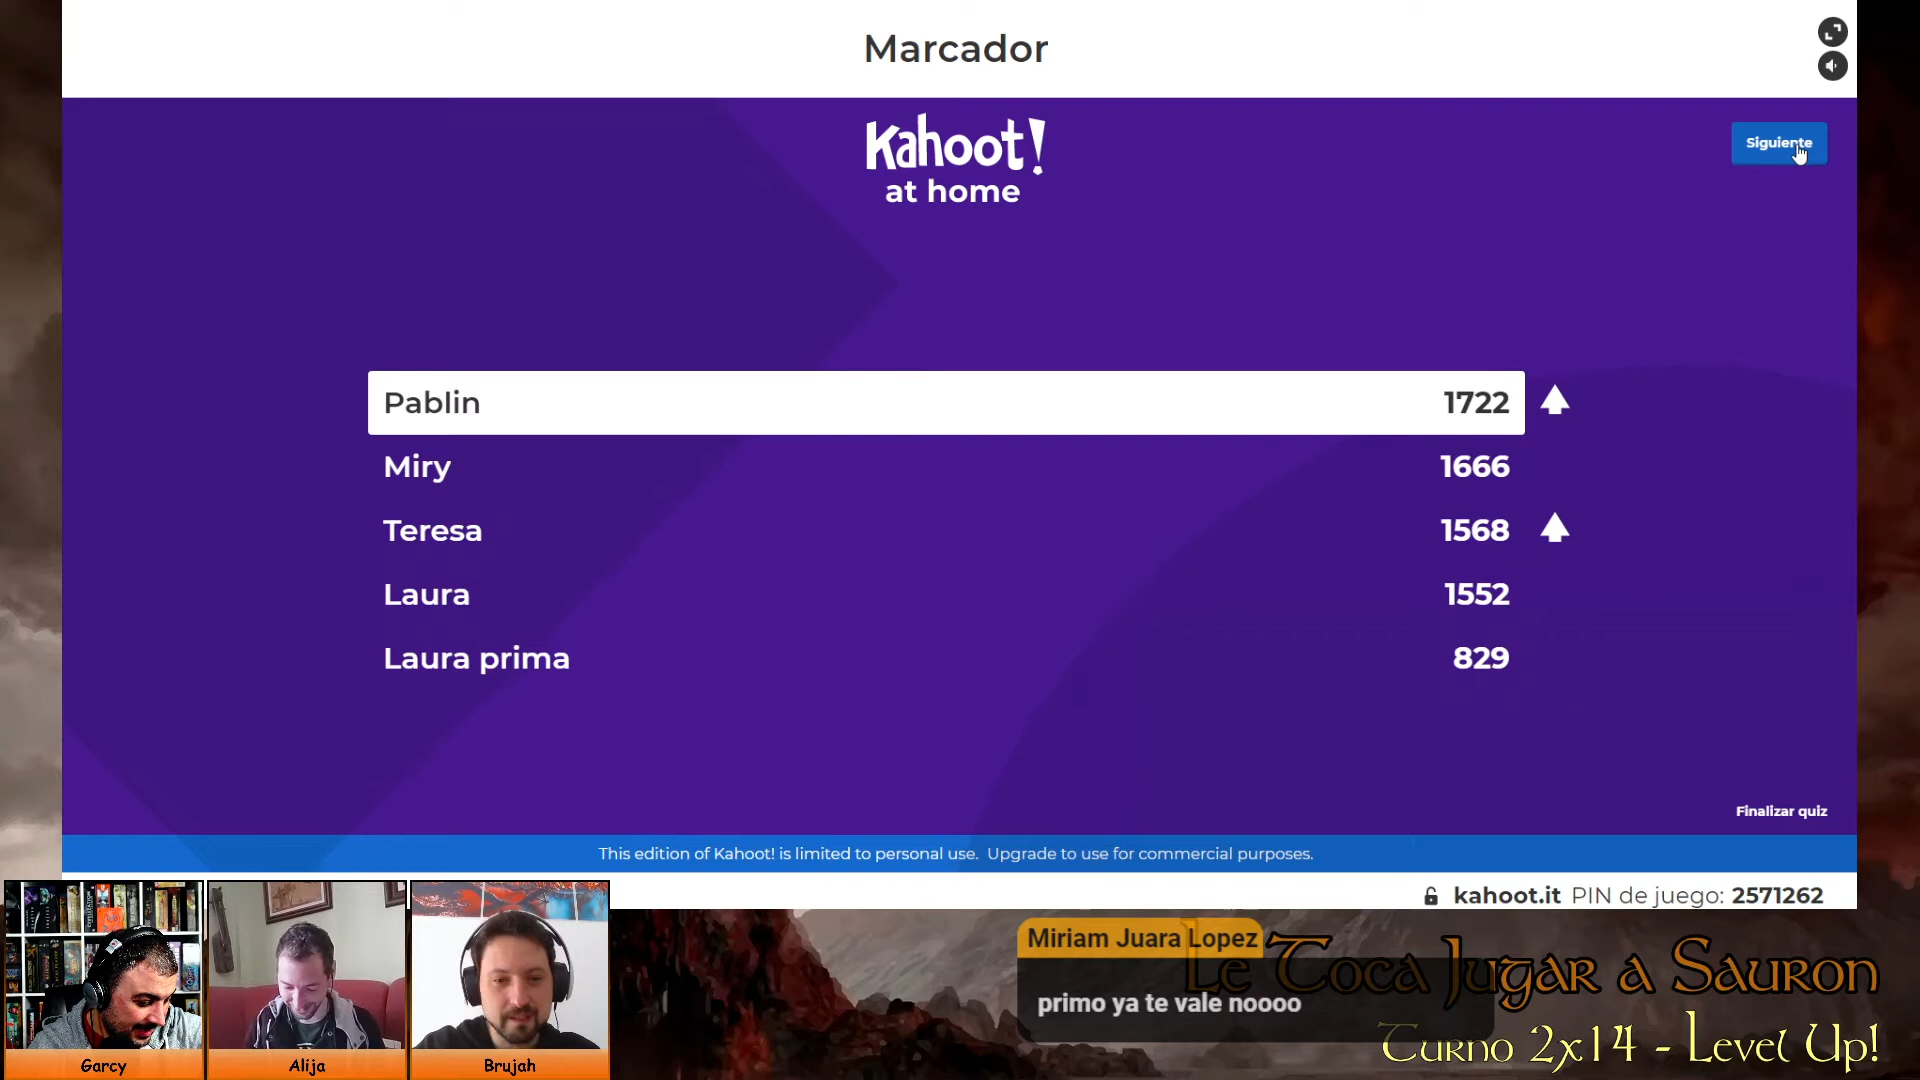 Marcador
Kahoot!
at home
Siguiente
Pablin 1722
Miry 1666
Teresa 1568
Laura 1552
Laura prima 829
Finalizar quiz
This edition of Kahoot! is limited to personal use. Upgrade to use for commercial purposes.
kahoot.it PIN de juego: 2571262
Miriam Juara Lopez
primo ya te vale noooo
Le Toca Jugar a Sauron
Turno 2x14 - Level Up!
Garcy
Alija
Brujah